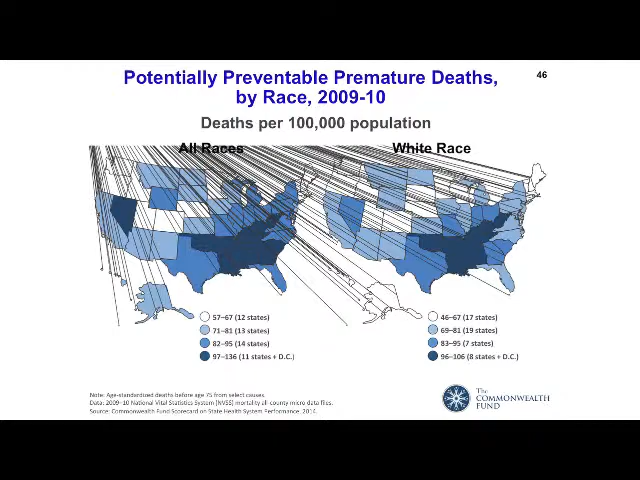 Potentially Preventable Premature Deaths,
by Race, 2009-10
46
Deaths per 100,000 population
All Races
White Race
57–67 (12 states)
71–81 (13 states)
82–95 (14 states)
97–136 (11 states + D.C.)
46–67 (17 states)
69–81 (19 states)
83–95 (7 states)
96–106 (8 states + D.C.)
Note: Age-standardized deaths before age 75 from select causes.
Data: 2009–10 National Vital Statistics System (NVSS) mortality all-county micro data files.
Source: Commonwealth Fund Scorecard on State Health System Performance, 2014.
The
COMMONWEALTH
FUND